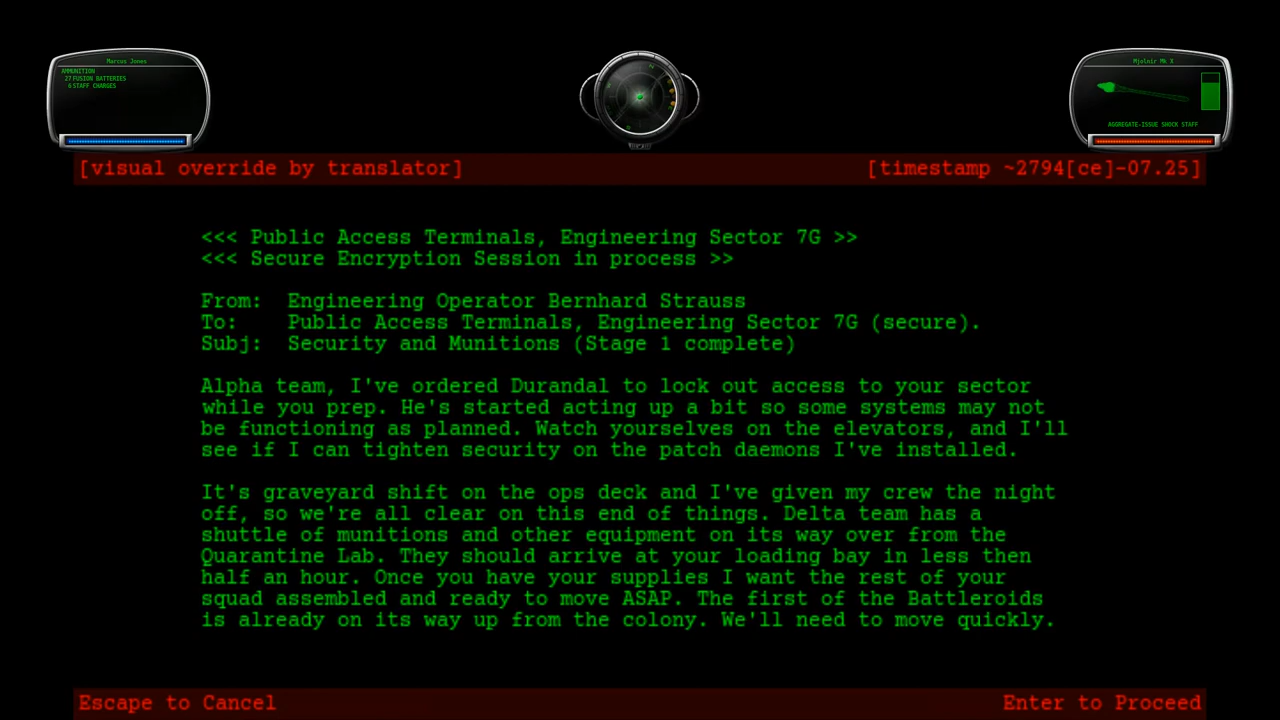 Marcus Jones
AMMUNITION
27 FUSION BATTERIES
6 STAFF CHARGES
Mjolnir Mk X
AGGREGATE-ISSUE SHOCK STAFF
[visual override by translator] [timestamp ~2794[ce]-07.25]
<<< Public Access Terminals, Engineering Sector 7G >>
<<< Secure Encryption Session in process >>
From: Engineering Operator Bernhard Strauss
To: Public Access Terminals, Engineering Sector 7G (secure).
Subj: Security and Munitions (Stage 1 complete)
Alpha team, I've ordered Durandal to lock out access to your sector
while you prep. He's started acting up a bit so some systems may not
be functioning as planned. Watch yourselves on the elevators, and I'll
see if I can tighten security on the patch daemons I've installed.
It's graveyard shift on the ops deck and I've given my crew the night
off, so we're all clear on this end of things. Delta team has a
shuttle of munitions and other equipment on its way over from the
Quarantine Lab. They should arrive at your loading bay in less then
half an hour. Once you have your supplies I want the rest of your
squad assembled and ready to move ASAP. The first of the Battleroids
is already on its way up from the colony. We'll need to move quickly.
Escape to Cancel Enter to Proceed